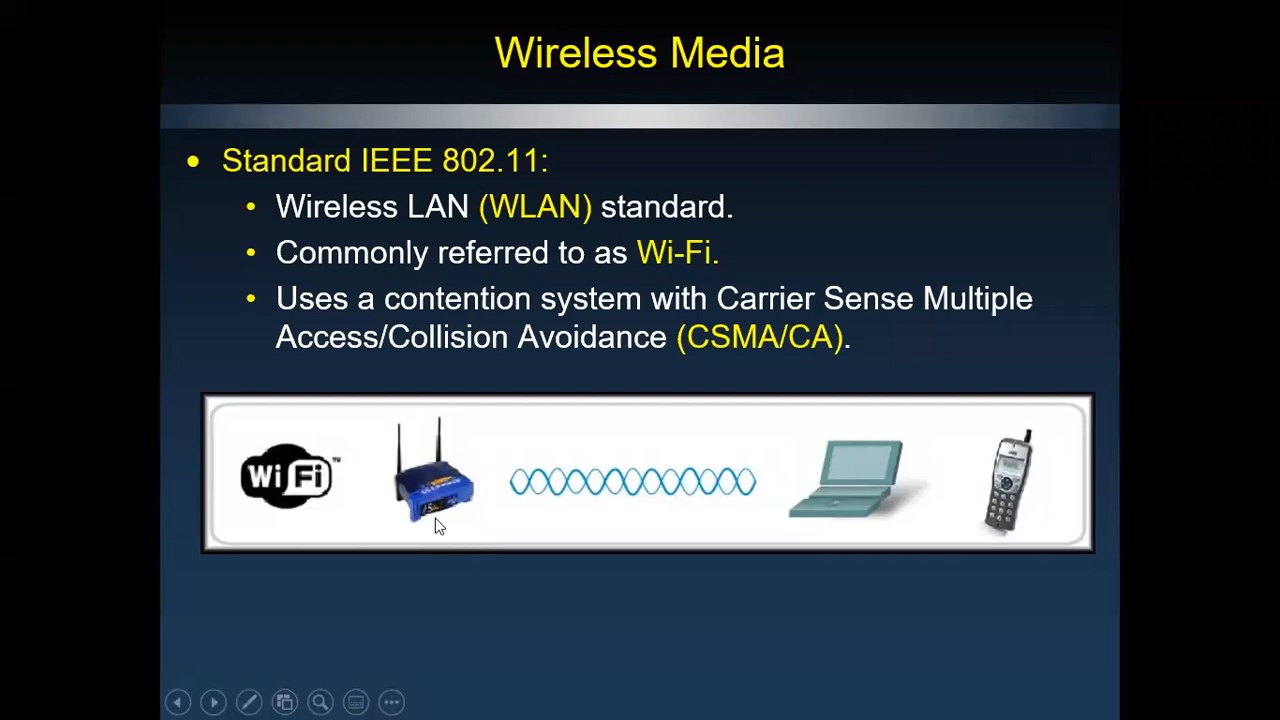 Wireless Media
• Standard IEEE 802.11:
• Wireless LAN (WLAN) standard.
• Commonly referred to as Wi-Fi.
• Uses a contention system with Carrier Sense Multiple
Access/Collision Avoidance (CSMA/CA).
Wi Fi TM